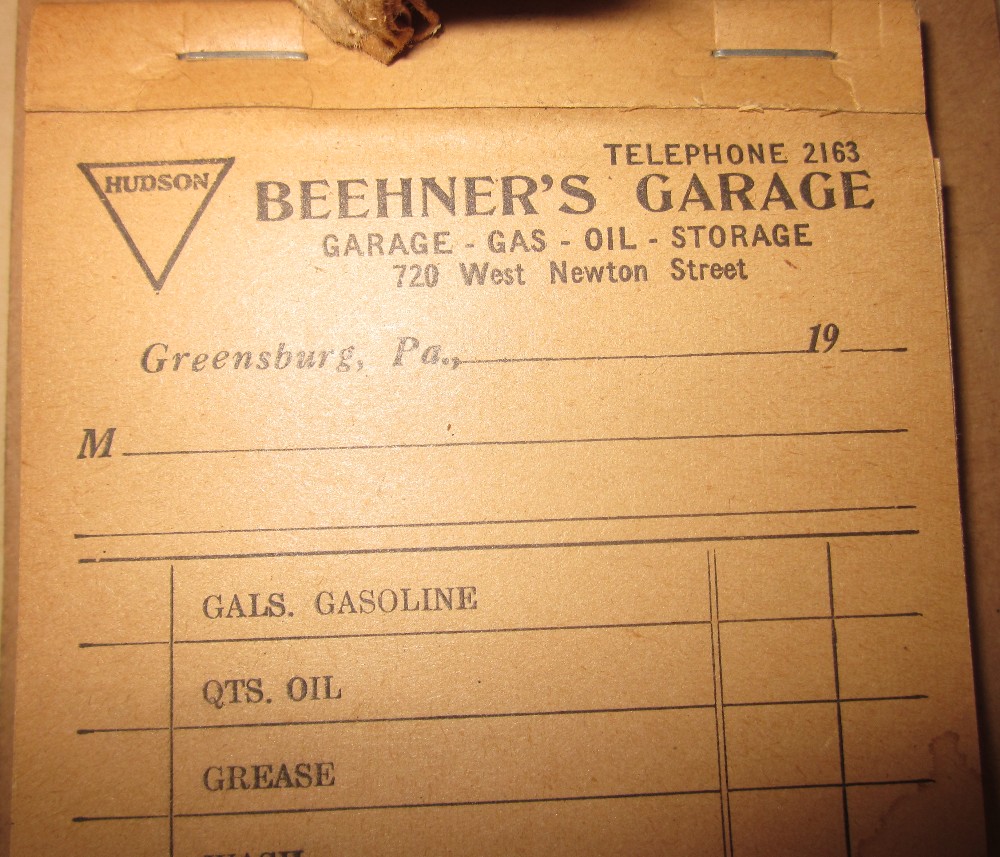 TELEPHONE 2163
HUDSON
BEEHNER'S GARAGE
GARAGE - GAS - OIL - STORAGE
720 West Newton Street
Greensburg, Pa., 19
M
GALS. GASOLINE
QTS. OIL
GREASE
WASH